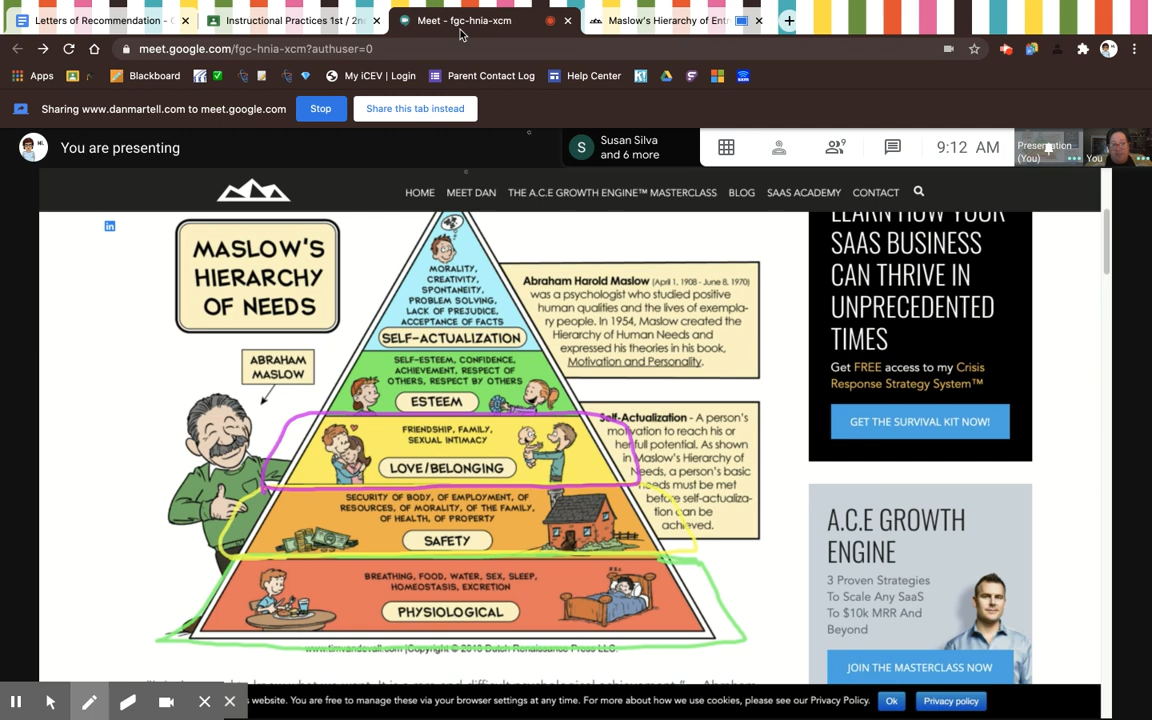 Letters of Recommendation -
Instructional Practices 1st / 2nd
Meet - fgc-hnia-xcm
Maslow's Hierarchy of Entr
meet.google.com/fgc-hnia-xcm?authuser=0
Apps
Blackboard
My iCEV | Login
Parent Contact Log
Help Center
Sharing www.danmartell.com to meet.google.com
Stop
Share this tab instead
You are presenting
S
Susan Silva
and 6 more
9
9:12 AM
Presentation
(You)
You
HOME
MEET DAN
THE A.C.E GROWTH ENGINE™ MASTERCLASS
BLOG
SAAS ACADEMY
CONTACT
in
MASLOW'S
HIERARCHY
OF NEEDS
ABRAHAM
MASLOW
MORALITY,
CREATIVITY,
SPONTANEITY,
PROBLEM SOLVING,
LACK OF PREJUDICE,
ACCEPTANCE OF FACTS
SELF-ACTUALIZATION
SELF-ESTEEM, CONFIDENCE,
ACHIEVEMENT, RESPECT OF
OTHERS, RESPECT BY OTHERS
ESTEEM
FRIENDSHIP, FAMILY,
SEXUAL INTIMACY
LOVE/BELONGING
SECURITY OF BODY, OF EMPLOYMENT, OF
RESOURCES, OF MORALITY, OF THE FAMILY,
OF HEALTH, OF PROPERTY
SAFETY
BREATHING, FOOD, WATER, SEX, SLEEP,
HOMEOSTASIS, EXCRETION
PHYSIOLOGICAL
Abraham Harold Maslow (April 1, 1908 - June 8, 1970)
was a psychologist who studied positive
human qualities and the lives of exempla-
ry people. In 1954, Maslow created the
Hierarchy of Human Needs and
expressed his theories in his book,
Motivation and Personality.
Self-Actualization - A person's
motivation to reach his or
her full potential. As shown
in Maslow's Hierarchy of
Needs, a person's basic
needs must be met
before self-actualiza-
tion can be
achieved.
www.timvandevall.com | Copyright © 2013 Dutch Renaissance Press LLC.
LEARN HOW YOUR
SAAS BUSINESS
CAN THRIVE IN
UNPRECEDENTED
TIMES
Get FREE access to my Crisis
Response Strategy System™
GET THE SURVIVAL KIT NOW!
A.C.E GROWTH
ENGINE
3 Proven Strategies
To Scale Any SaaS
To $10k MRR And
Beyond
JOIN THE MASTERCLASS NOW
website. You are free to manage these via your browser settings at any time. For more about how we use cookies, please see our Privacy Policy.
Ok
Privacy policy